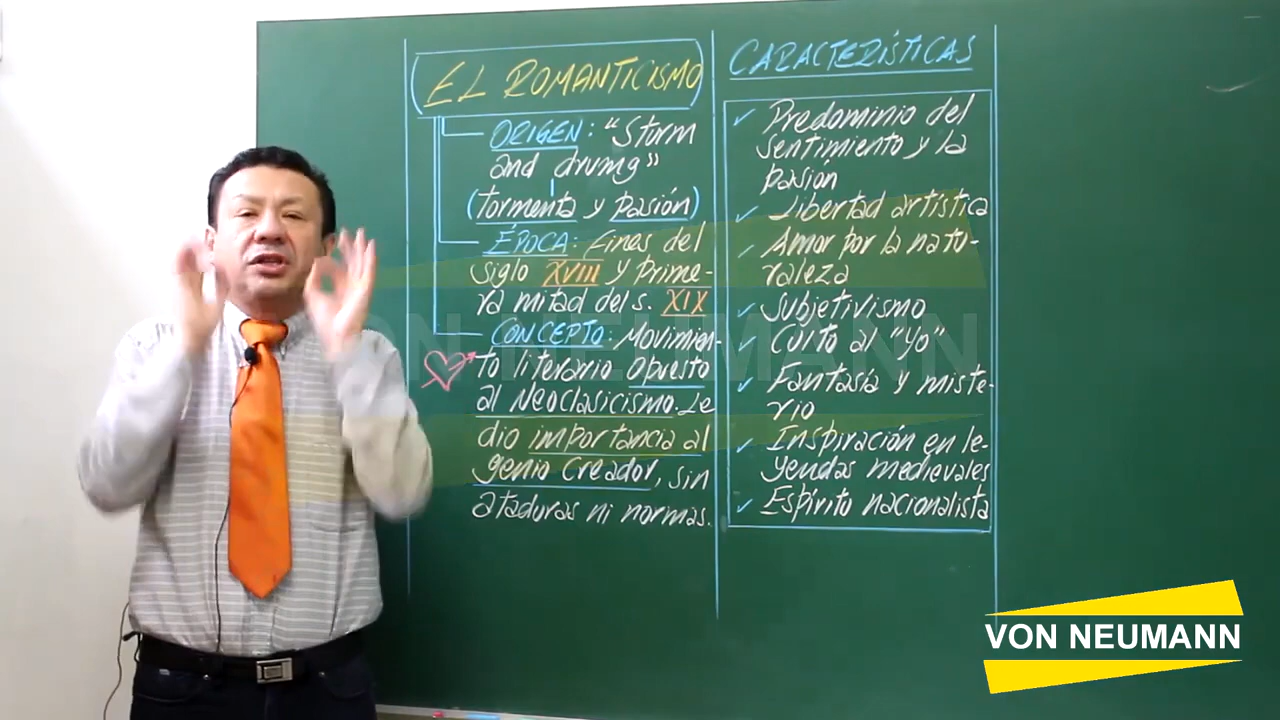 EL ROMANTICISMO
ORIGEN: "Sturm
and drumg"
(tormenta y pasión)
ÉPOCA: fines del
siglo XVIII y prime-
ra mitad del s. XIX
CONCEPTO: Movimien-
to literario opuesto
al Neoclasicismo. Le
dio importancia al
genio creador, sin
ataduras ni normas.
CARACTERÍSTICAS
✓ Predominio del
sentimiento y la
pasión
✓ Libertad artística
✓ Amor por la natu-
raleza
✓ Subjetivismo
✓ Culto al "Yo"
✓ Fantasía y miste-
rio
✓ Inspiración en le-
yendas medievales
✓ Espíritu nacionalista
VON NEUMANN
VON NEUMANN